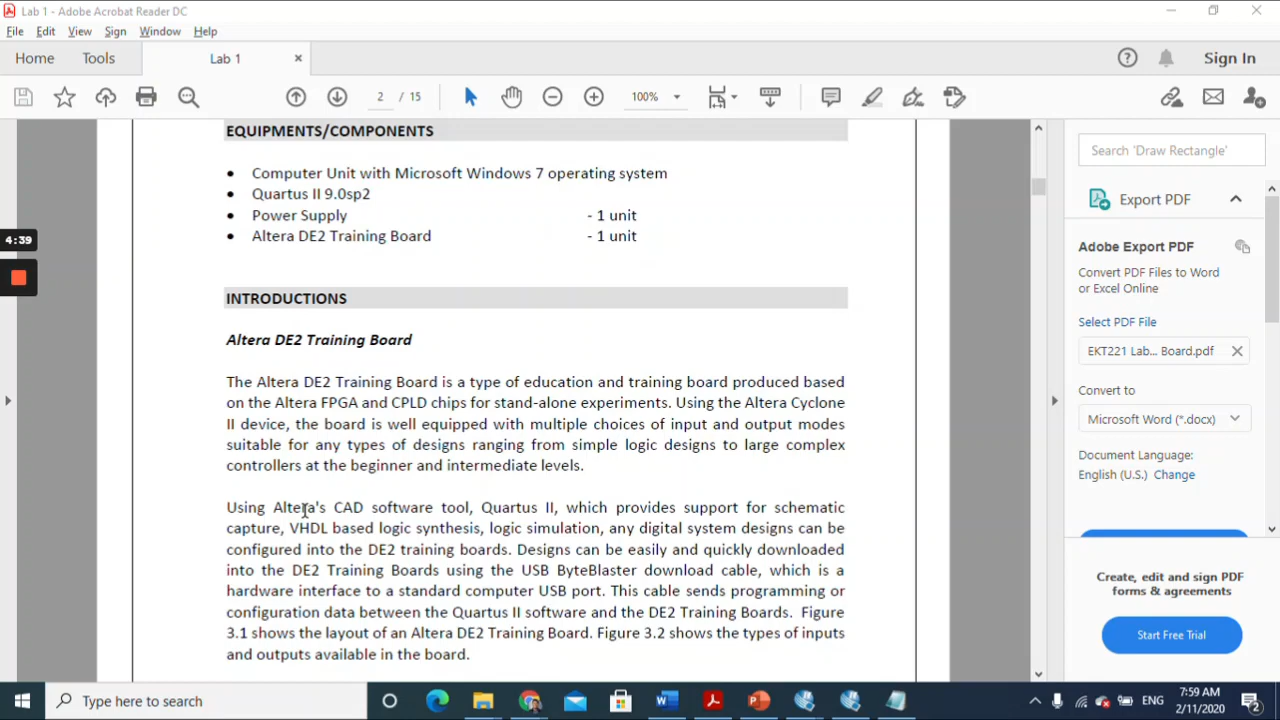 Lab 1 - Adobe Acrobat Reader DC
File Edit View Sign Window Help
Home Tools Lab 1 × Sign In
2 / 15 100%
EQUIPMENTS/COMPONENTS
• Computer Unit with Microsoft Windows 7 operating system
• Quartus II 9.0sp2
• Power Supply - 1 unit
• Altera DE2 Training Board - 1 unit
4:39
INTRODUCTIONS
Altera DE2 Training Board
The Altera DE2 Training Board is a type of education and training board produced based
on the Altera FPGA and CPLD chips for stand-alone experiments. Using the Altera Cyclone
II device, the board is well equipped with multiple choices of input and output modes
suitable for any types of designs ranging from simple logic designs to large complex
controllers at the beginner and intermediate levels.
Using Altera's CAD software tool, Quartus II, which provides support for schematic
capture, VHDL based logic synthesis, logic simulation, any digital system designs can be
configured into the DE2 training boards. Designs can be easily and quickly downloaded
into the DE2 Training Boards using the USB ByteBlaster download cable, which is a
hardware interface to a standard computer USB port. This cable sends programming or
configuration data between the Quartus II software and the DE2 Training Boards. Figure
3.1 shows the layout of an Altera DE2 Training Board. Figure 3.2 shows the types of inputs
and outputs available in the board.
Search 'Draw Rectangle'
Export PDF
Adobe Export PDF
Convert PDF Files to Word
or Excel Online
Select PDF File
EKT221 Lab... Board.pdf
Convert to
Microsoft Word (*.docx)
Document Language:
English (U.S.) Change
Create, edit and sign PDF
forms & agreements
Start Free Trial
Type here to search
ENG
7:59 AM
2/11/2020
2